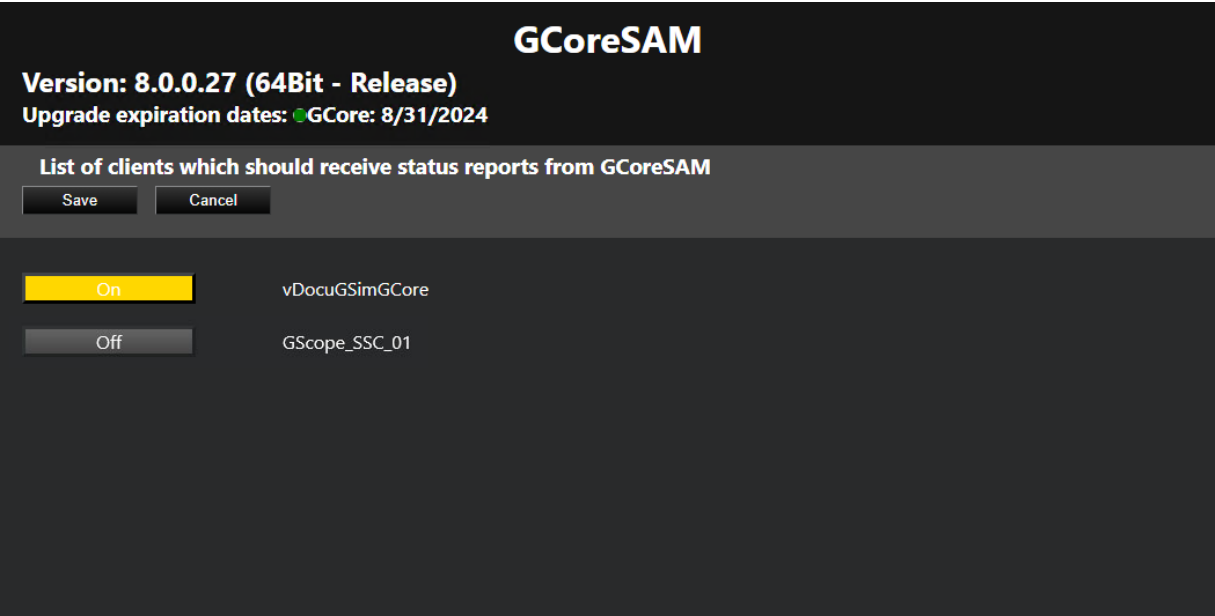 GCoreSAM
Version: 8.0.0.27 (64Bit - Release)
Upgrade expiration dates: GCore: 8/31/2024
List of clients which should receive status reports from GCoreSAM
Save Cancel
On vDocuGSimGCore
Off GScope_SSC_01